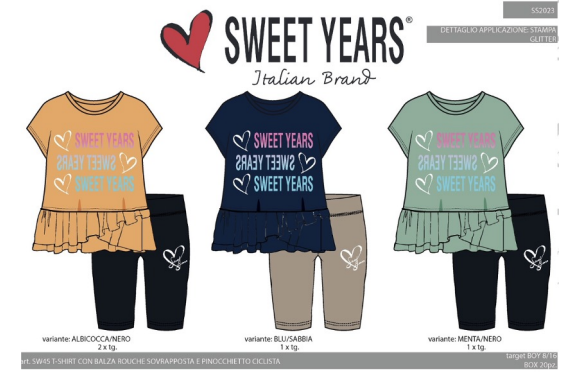 SS2023
DETTAGLIO APPLICAZIONE: STAMPA
GLITTER
SWEET YEARS®
Italian Brand
SWEET YEARS
SWEET YEARS
SWEET YEARS
SWEET YEARS
SWEET YEARS
SWEET YEARS
SWEET YEARS
SWEET YEARS
SWEET YEARS
variante: ALBICOCCA/NERO
2 x tg.
variante: BLU/SABBIA
1 x tg.
variante: MENTA/NERO
1 x tg.
art. SW45 T-SHIRT CON BALZA ROUCHE SOVRAPPOSTA E PINOCCHIETTO CICLISTA
target BOY 8/16
BOX 20pz.